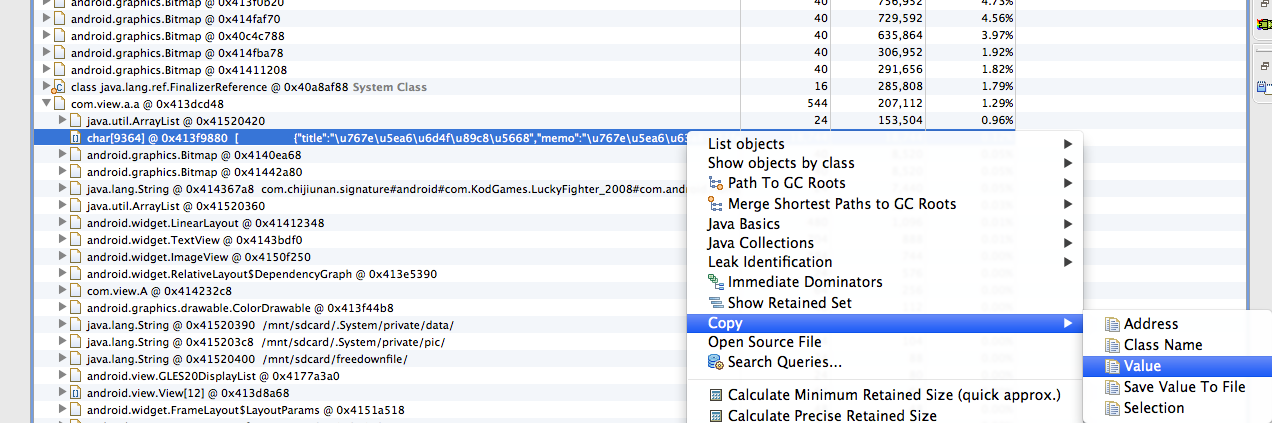 android.graphics.Bitmap @ 0x413f0b20 40 756,952 4.73%
android.graphics.Bitmap @ 0x414faf70 40 729,592 4.56%
android.graphics.Bitmap @ 0x40c4c788 40 635,864 3.97%
android.graphics.Bitmap @ 0x414fba78 40 306,952 1.92%
android.graphics.Bitmap @ 0x41411208 40 291,656 1.82%
class java.lang.ref.FinalizerReference @ 0x40a8af88 System Class 16 285,808 1.79%
com.view.a.a @ 0x413dcd48 544 207,112 1.29%
java.util.ArrayList @ 0x41520420 24 153,504 0.96%
char[9364] @ 0x413f9880 [ {"title":"\u767e\u5ea6\u6d4f\u89c8\u5668","memo":"\u767e\u5ea6\u63
android.graphics.Bitmap @ 0x4140ea68
android.graphics.Bitmap @ 0x41442a80
java.lang.String @ 0x414367a8 com.chijiunan.signature#android#com.KodGames.LuckyFighter_2008#com.andr
java.util.ArrayList @ 0x41520360
android.widget.LinearLayout @ 0x41412348
android.widget.TextView @ 0x4143bdf0
android.widget.ImageView @ 0x4150f250
android.widget.RelativeLayout$DependencyGraph @ 0x413e5390
com.view.A @ 0x414232c8
android.graphics.drawable.ColorDrawable @ 0x413f44b8
java.lang.String @ 0x41520390 /mnt/sdcard/.System/private/data/
java.lang.String @ 0x415203c8 /mnt/sdcard/.System/private/pic/
java.lang.String @ 0x41520400 /mnt/sdcard/freedownfile/
android.view.GLES20DisplayList @ 0x4177a3a0
android.view.View[12] @ 0x413d8a68
android.widget.FrameLayout$LayoutParams @ 0x4151a518
List objects
Show objects by class
Path To GC Roots
Merge Shortest Paths to GC Roots
Java Basics
Java Collections
Leak Identification
Immediate Dominators
Show Retained Set
Copy
Open Source File
Search Queries...
Calculate Minimum Retained Size (quick approx.)
Calculate Precise Retained Size
Address
Class Name
Value
Save Value To File
Selection